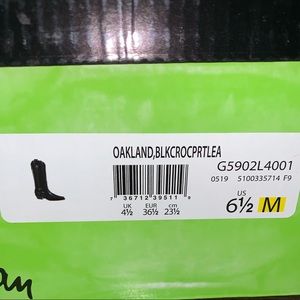 OAKLAND,BLKCROCPRTLEA
G5902L4001
0519 5100335714 F9
7 36712 39511 9
UK EUR cm
4½ 36½ 23½
US
6½ M